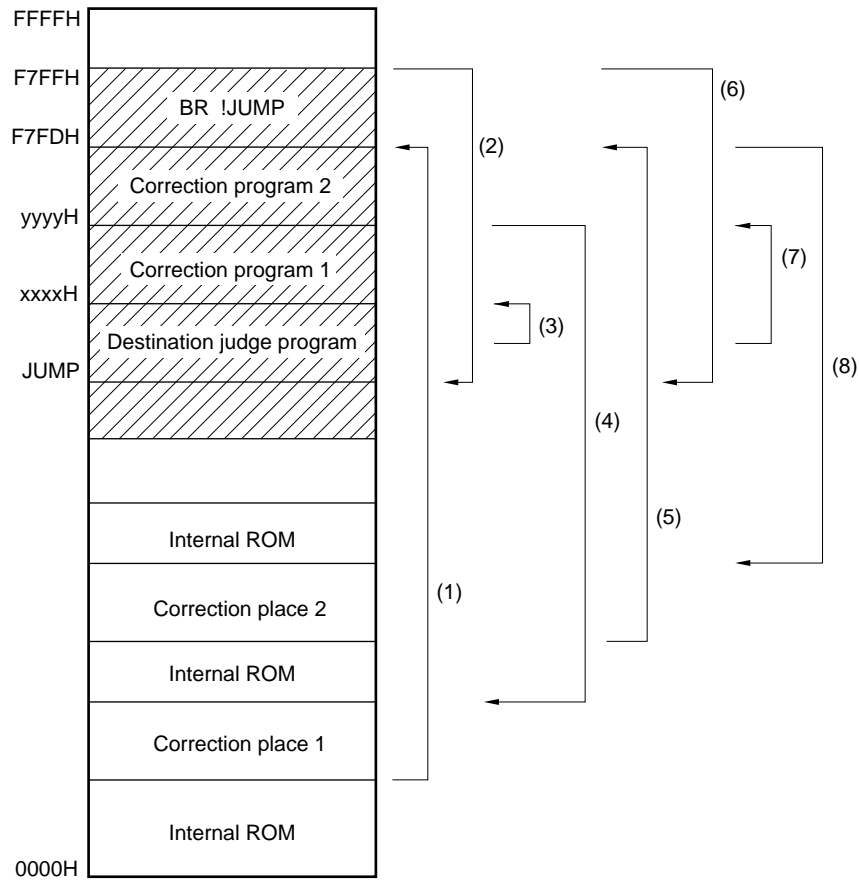 FFFFH
F7FFH
(6)
BR !JUMP
F7FDH
(2)
Correction program 2
yyyyH
Correction program 1
(7)
xxxxH
(3)
Destination judge program
JUMP
(8)
(4)
(5)
Internal ROM
(1)
Correction place 2
Internal ROM
Correction place 1
Internal ROM
0000H